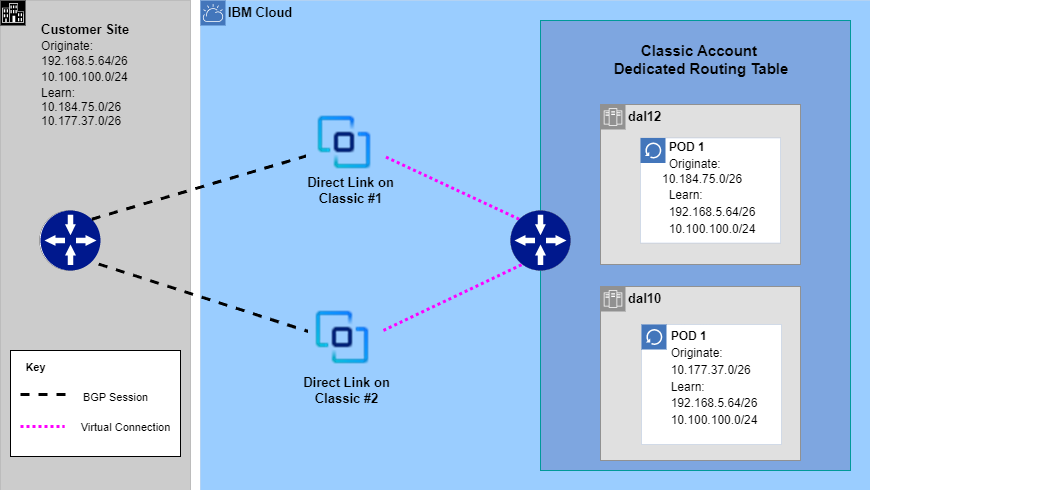 Customer Site
Originate:
192.168.5.64/26
10.100.100.0/24
Learn:
10.184.75.0/26
10.177.37.0/26
IBM Cloud
Direct Link on
Classic #1
Direct Link on
Classic #2
Classic Account
Dedicated Routing Table
dal12
POD 1
Originate:
10.184.75.0/26
Learn:
192.168.5.64/26
10.100.100.0/24
dal10
POD 1
Originate:
10.177.37.0/26
Learn:
192.168.5.64/26
10.100.100.0/24
Key
BGP Session
Virtual Connection